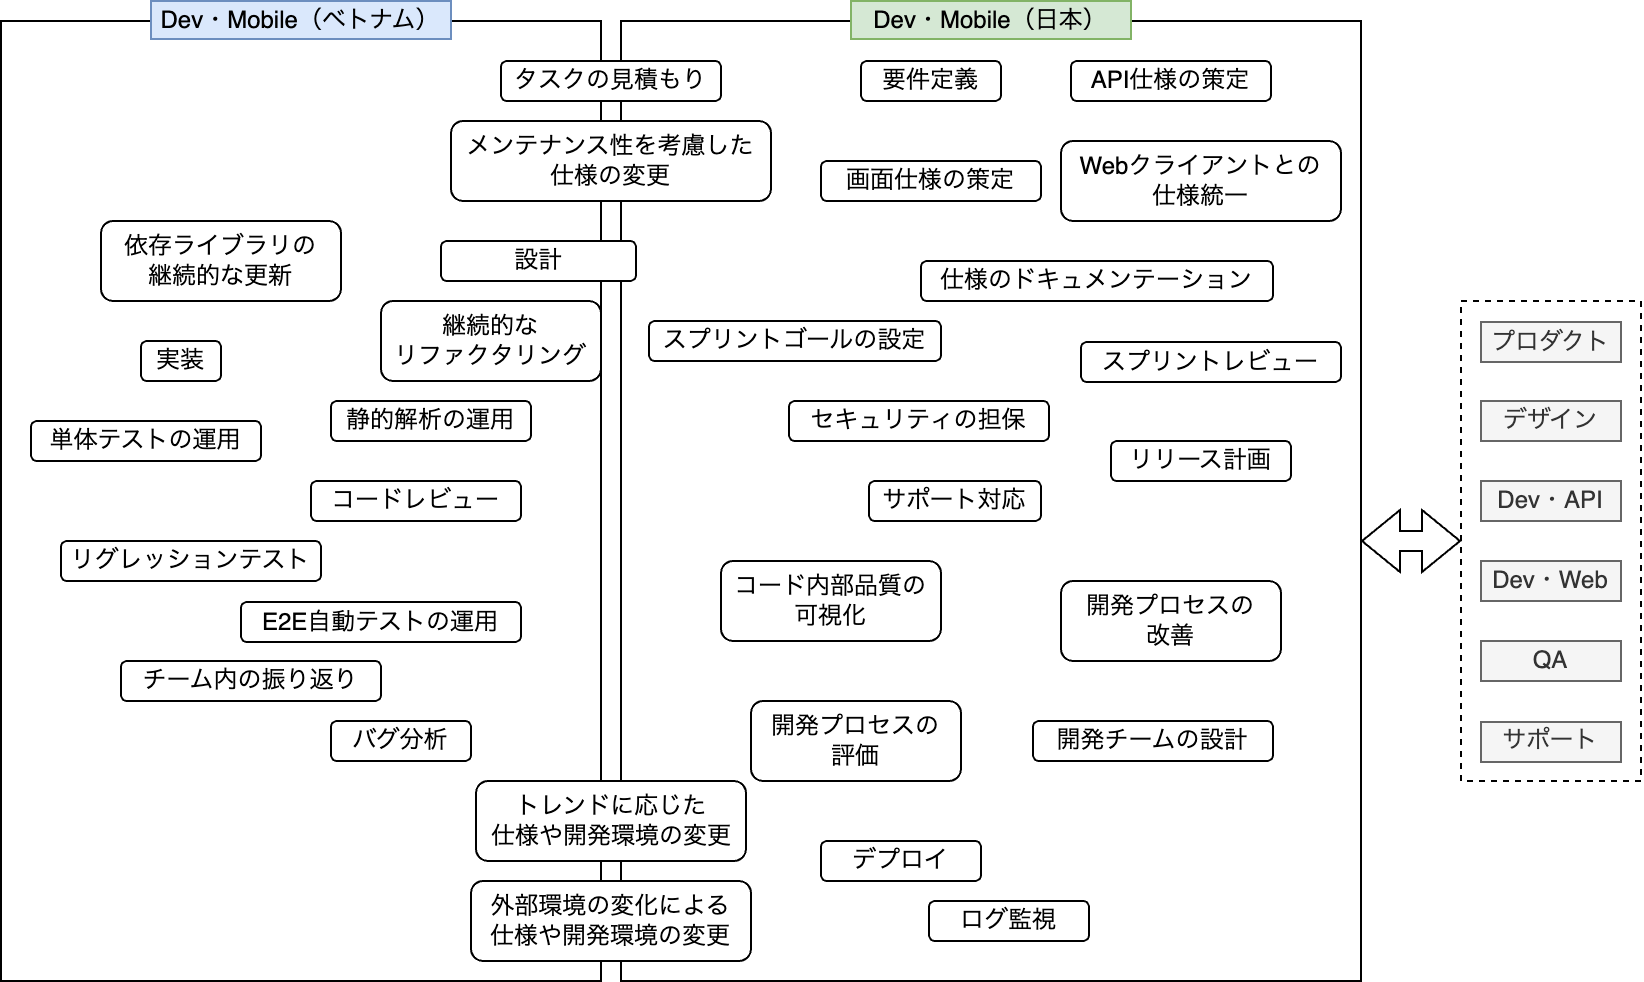 Dev・Mobile（ベトナム）
Dev・Mobile（日本）
タスクの見積もり
要件定義
API仕様の策定
メンテナンス性を考慮した
仕様の変更
画面仕様の策定
Webクライアントとの
仕様統一
依存ライブラリの
継続的な更新
設計
仕様のドキュメンテーション
継続的な
リファクタリング
スプリントゴールの設定
実装
スプリントレビュー
静的解析の運用
セキュリティの担保
単体テストの運用
リリース計画
コードレビュー
サポート対応
リグレッションテスト
コード内部品質の
可視化
開発プロセスの
改善
E2E自動テストの運用
チーム内の振り返り
バグ分析
開発プロセスの
評価
開発チームの設計
トレンドに応じた
仕様や開発環境の変更
デプロイ
外部環境の変化による
仕様や開発環境の変更
ログ監視
プロダクト
デザイン
Dev・API
Dev・Web
QA
サポート